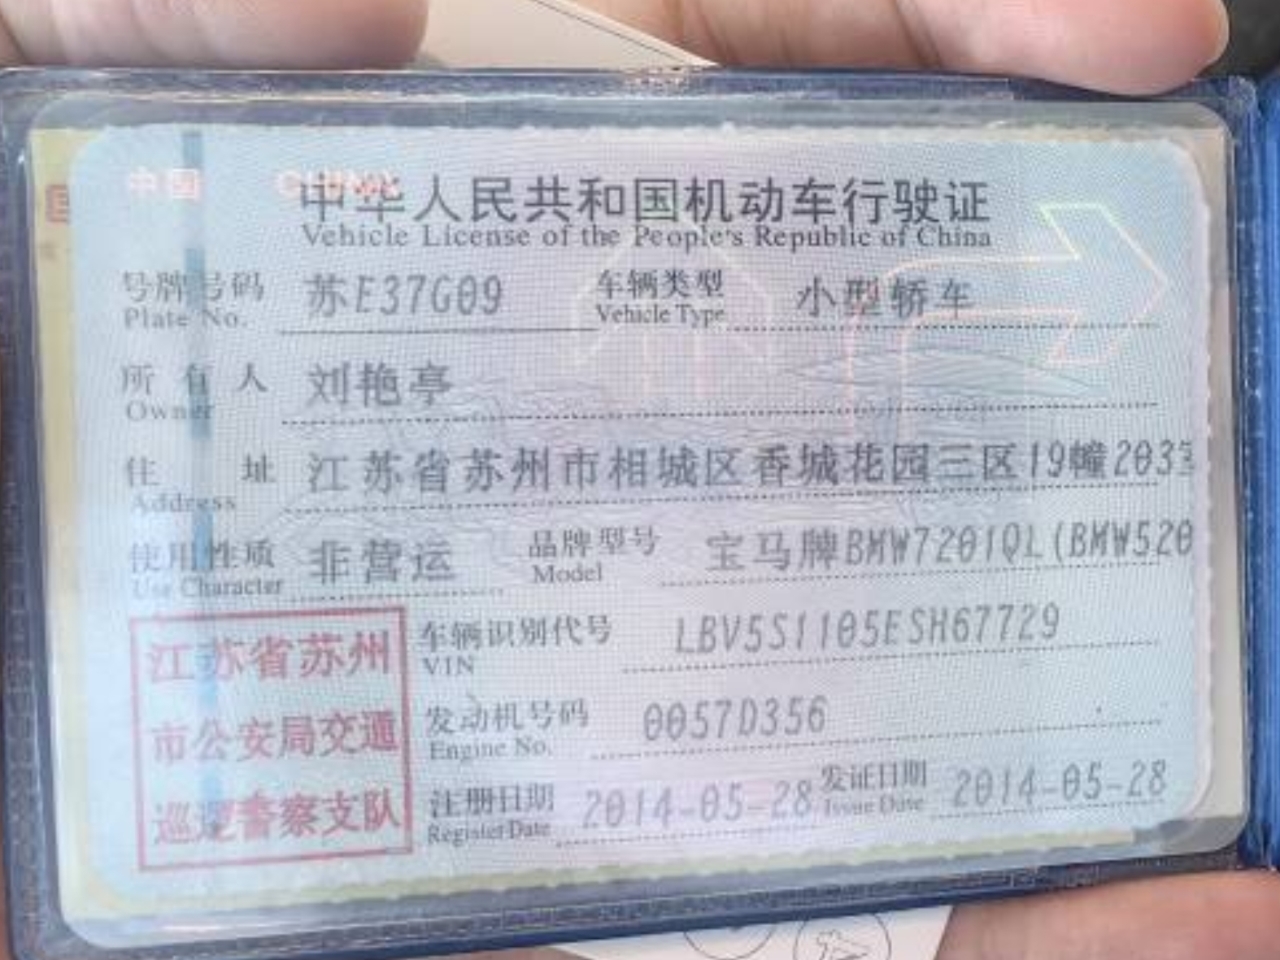 中国 CHINA
中华人民共和国机动车行驶证
Vehicle License of the People's Republic of China
号牌号码 苏E37G09 车辆类型 小型轿车
Plate No. Vehicle Type
所有人 刘艳亭
Owner
住址 江苏省苏州市相城区香城花园三区19幢203室
Address
使用性质 非营运 品牌型号 宝马牌BMW7201QL(BMW520
Use Character Model
江苏省苏州
市公安局交通
巡逻警察支队
车辆识别代号 LBV5S1105ESH67729
VIN
发动机号码 0057D356
Engine No.
注册日期 2014-05-28 发证日期 2014-05-28
Register Date Issue Date